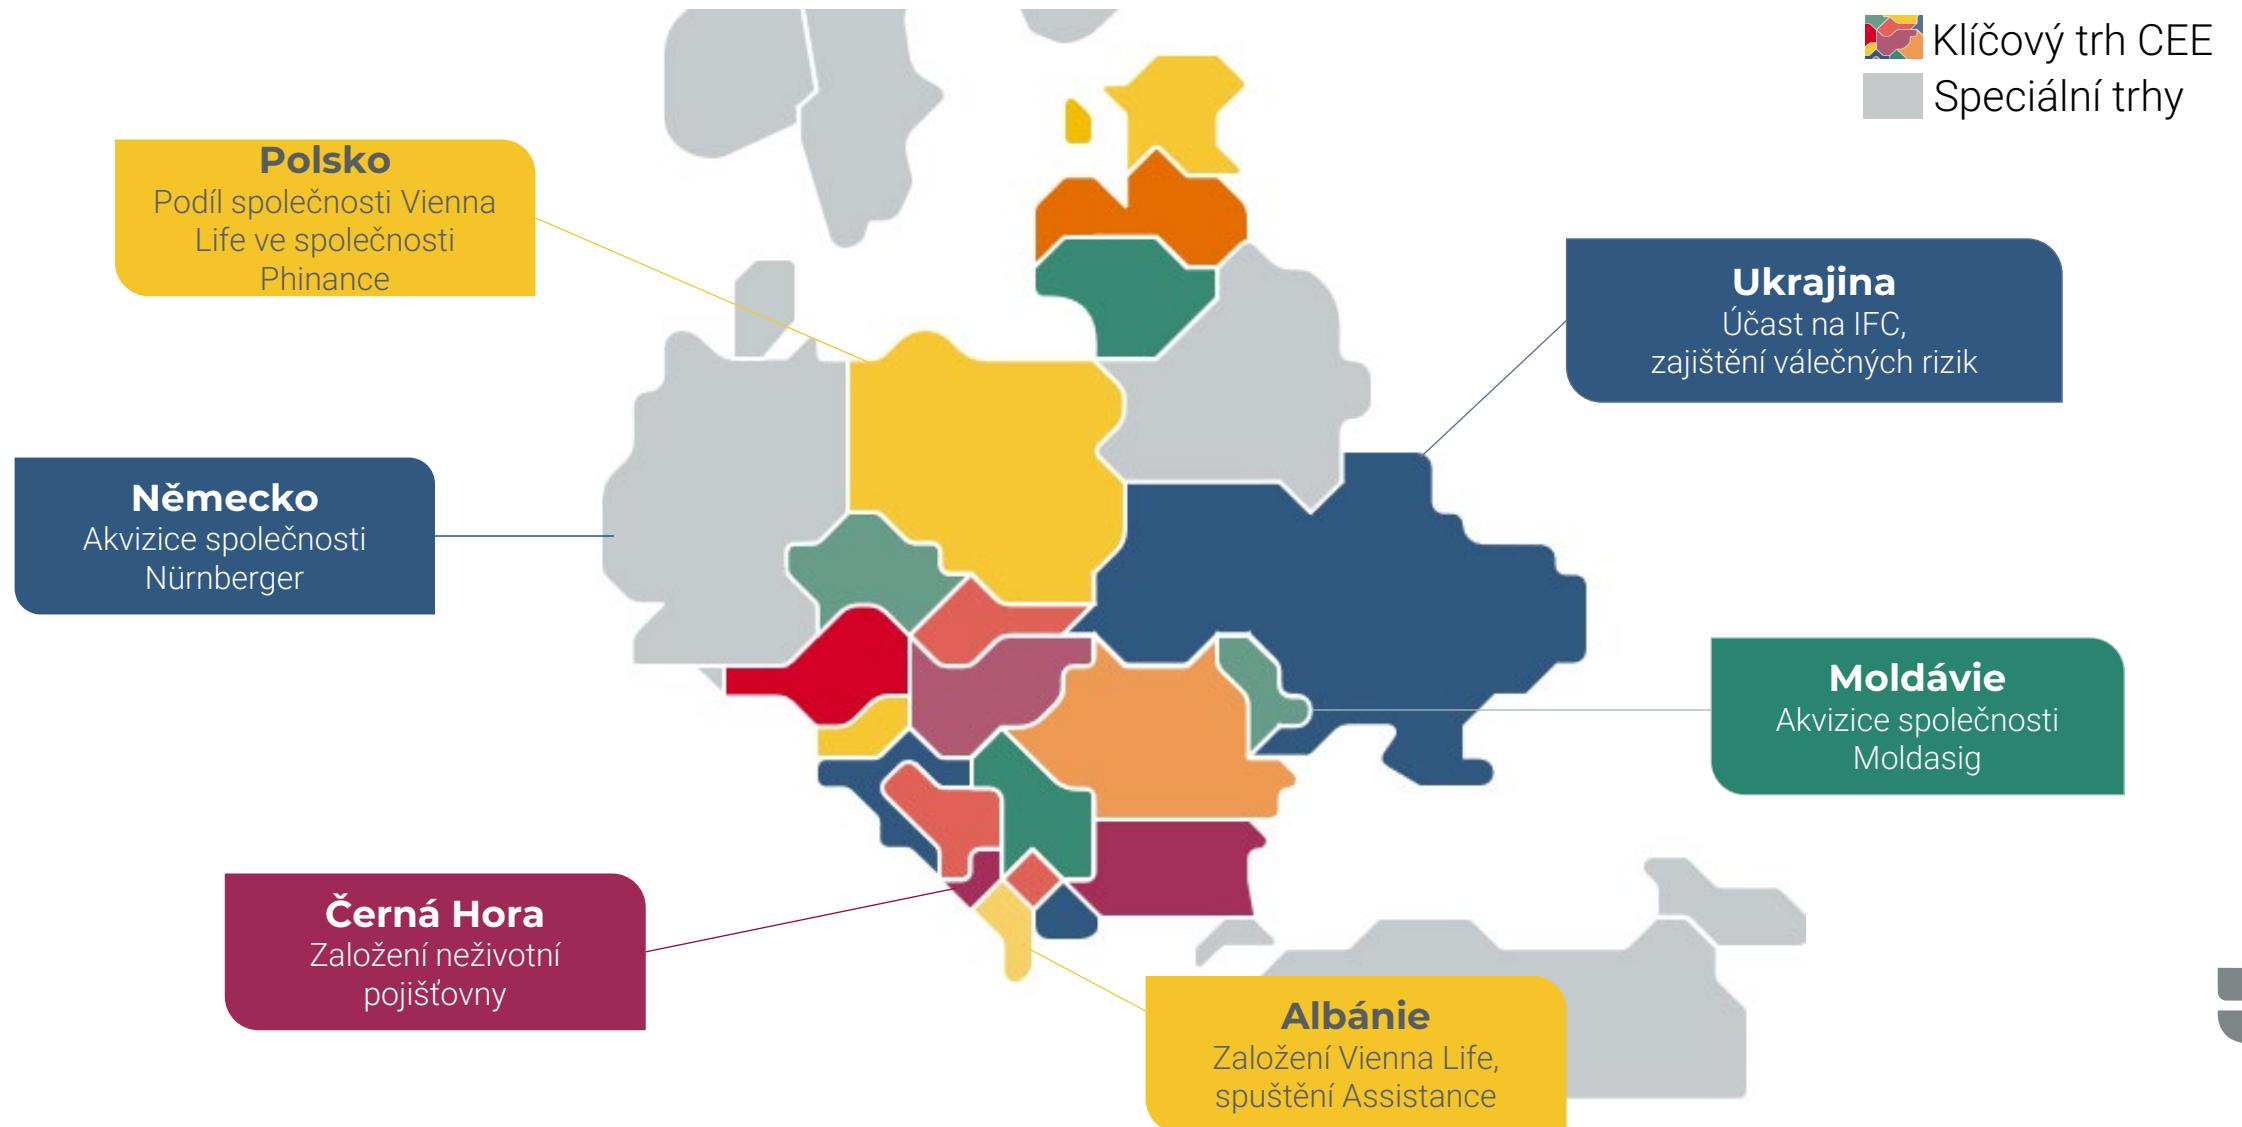 Klíčový trh CEE
Speciální trhy
Polsko
Podíl společnosti Vienna
Life ve společnosti
Phinance
Ukrajina
Účast na IFC,
zajištění válečných rizik
Německo
Akvizice společnosti
Nürnberger
Moldávie
Akvizice společnosti
Moldasig
Černá Hora
Založení neživotní
pojišťovny
Albánie
Založení Vienna Life,
spuštění Assistance